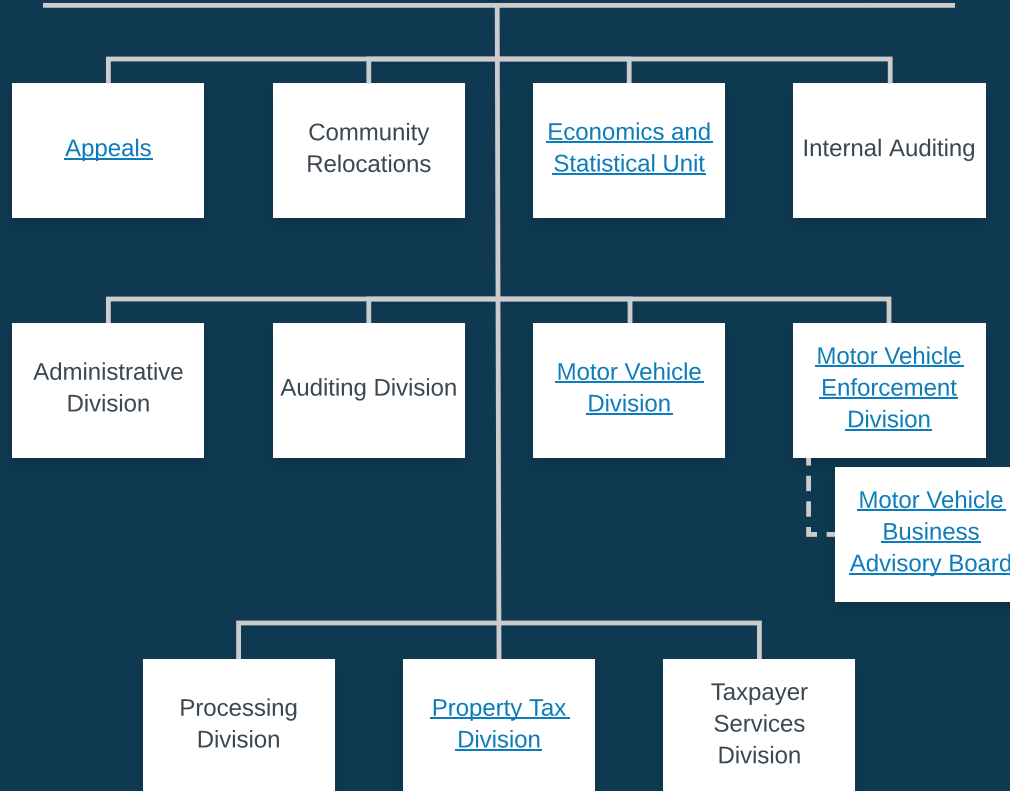 Appeals
Community
Relocations
Economics and
Statistical Unit
Internal Auditing
Administrative
Division
Auditing Division
Motor Vehicle
Division
Motor Vehicle
Enforcement
Division
Motor Vehicle
Business
Advisory Board
Processing
Division
Property Tax
Division
Taxpayer
Services
Division